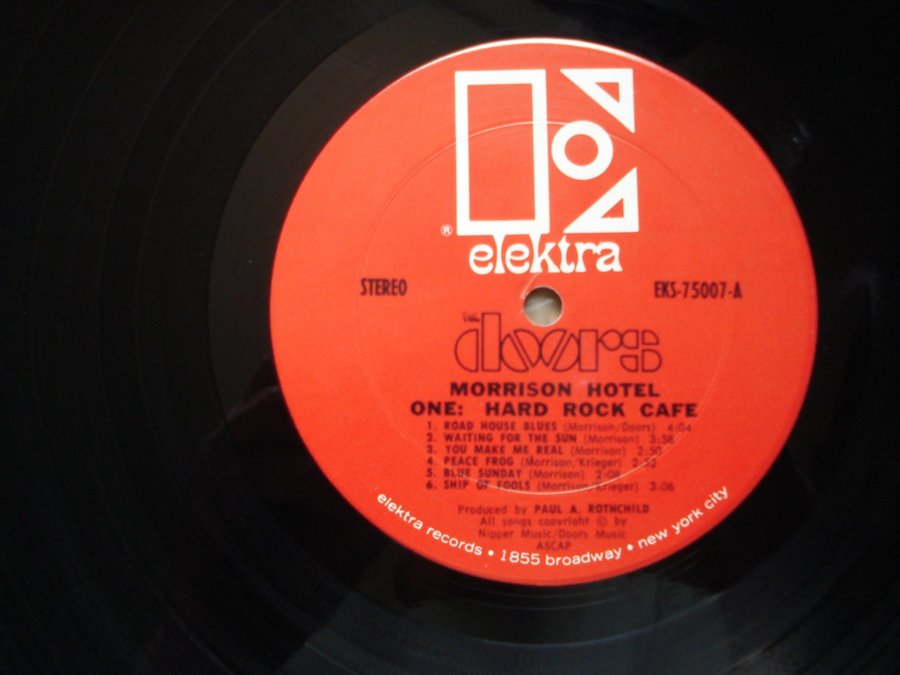 ®
elektra
STEREO
EKS-75007-A
THE
doors
MORRISON HOTEL
ONE: HARD ROCK CAFE
1. ROAD HOUSE BLUES (Morrison/Doors) 4:04
2. WAITING FOR THE SUN (Morrison) 3:58
3. YOU MAKE ME REAL (Morrison) 2:50
4. PEACE FROG (Morrison/Krieger) 2:52
5. BLUE SUNDAY (Morrison) 2:08
6. SHIP OF FOOLS (Morrison/Krieger) 3:06
Produced by PAUL A. ROTHCHILD
All songs copyright © by
Nipper Music/Doors Music
ASCAP
elektra records • 1855 broadway • new york city